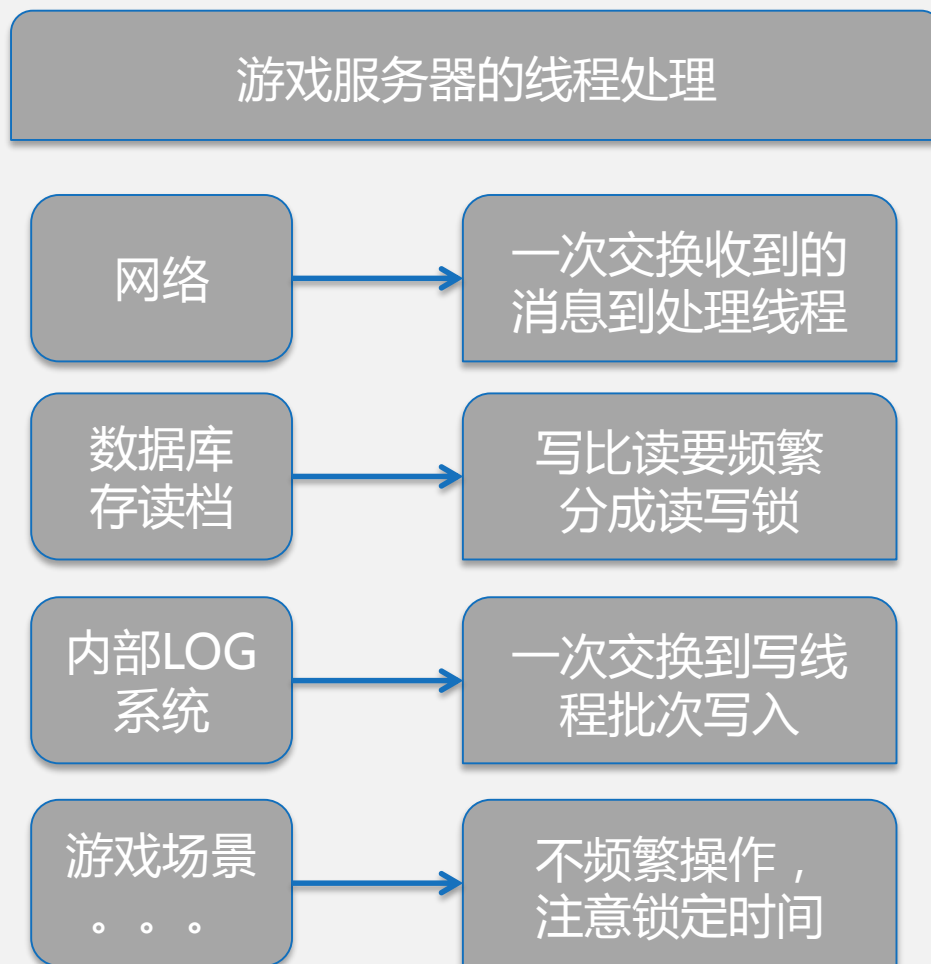 游戏服务器的线程处理
网络
一次交换收到的
消息到处理线程
数据库
存读档
写比读要频繁
分成读写锁
内部LOG
系统
一次交换到写线
程批次写入
游戏场景
。。。
不频繁操作，
注意锁定时间